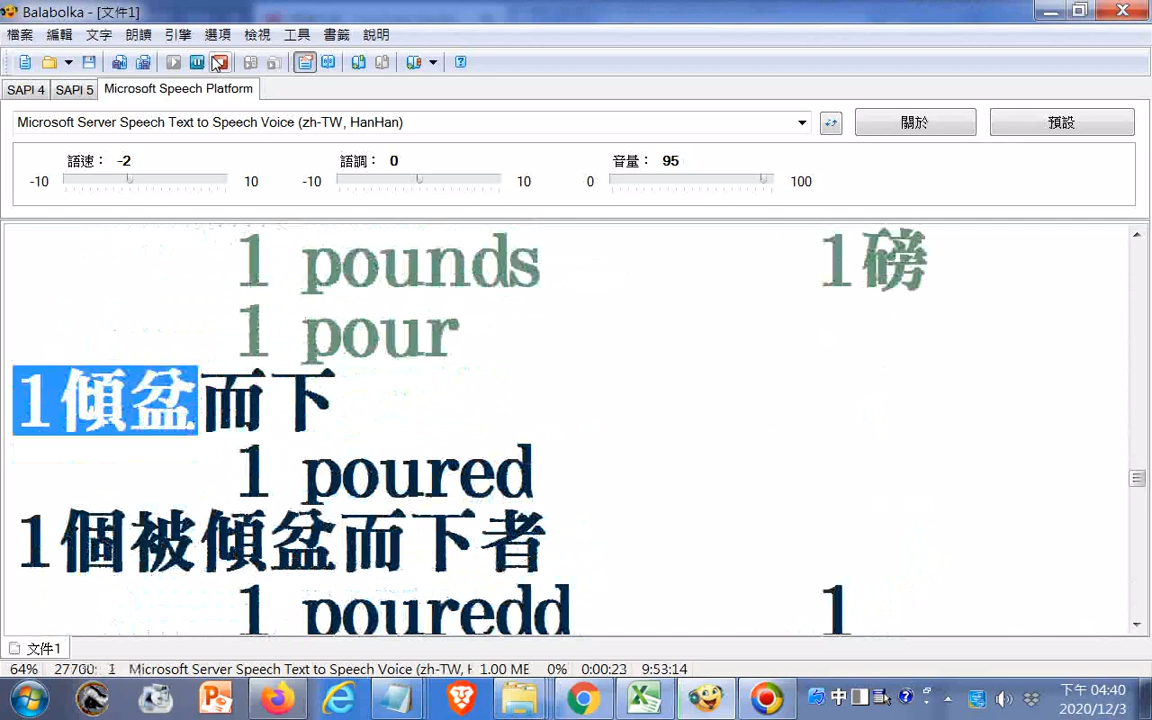 Balabolka - [文件1]
檔案 編輯 文字 朗讀 引擎 選項 檢視 工具 書籤 說明
SAPI 4 SAPI 5 Microsoft Speech Platform
Microsoft Server Speech Text to Speech Voice (zh-TW, HanHan) 關於 預設
語速： -2 語調： 0 音量： 95
-10 10 -10 10 0 100
1 pounds 1磅
1 pour
1傾盆而下
1 poured
1個被傾盆而下者
1 pouredd 1
文件1
64% 1 Microsoft Server Speech Text to Speech Voice (zh-TW, H 1.00 ME 0% 0:00:23 9:53:14
中 下午 04:40
2020/12/3